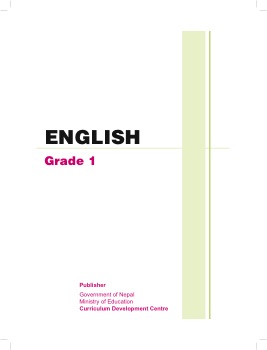 ENGLISH
Grade 1
Publisher
Government of Nepal
Ministry of Education
Curriculum Development Centre